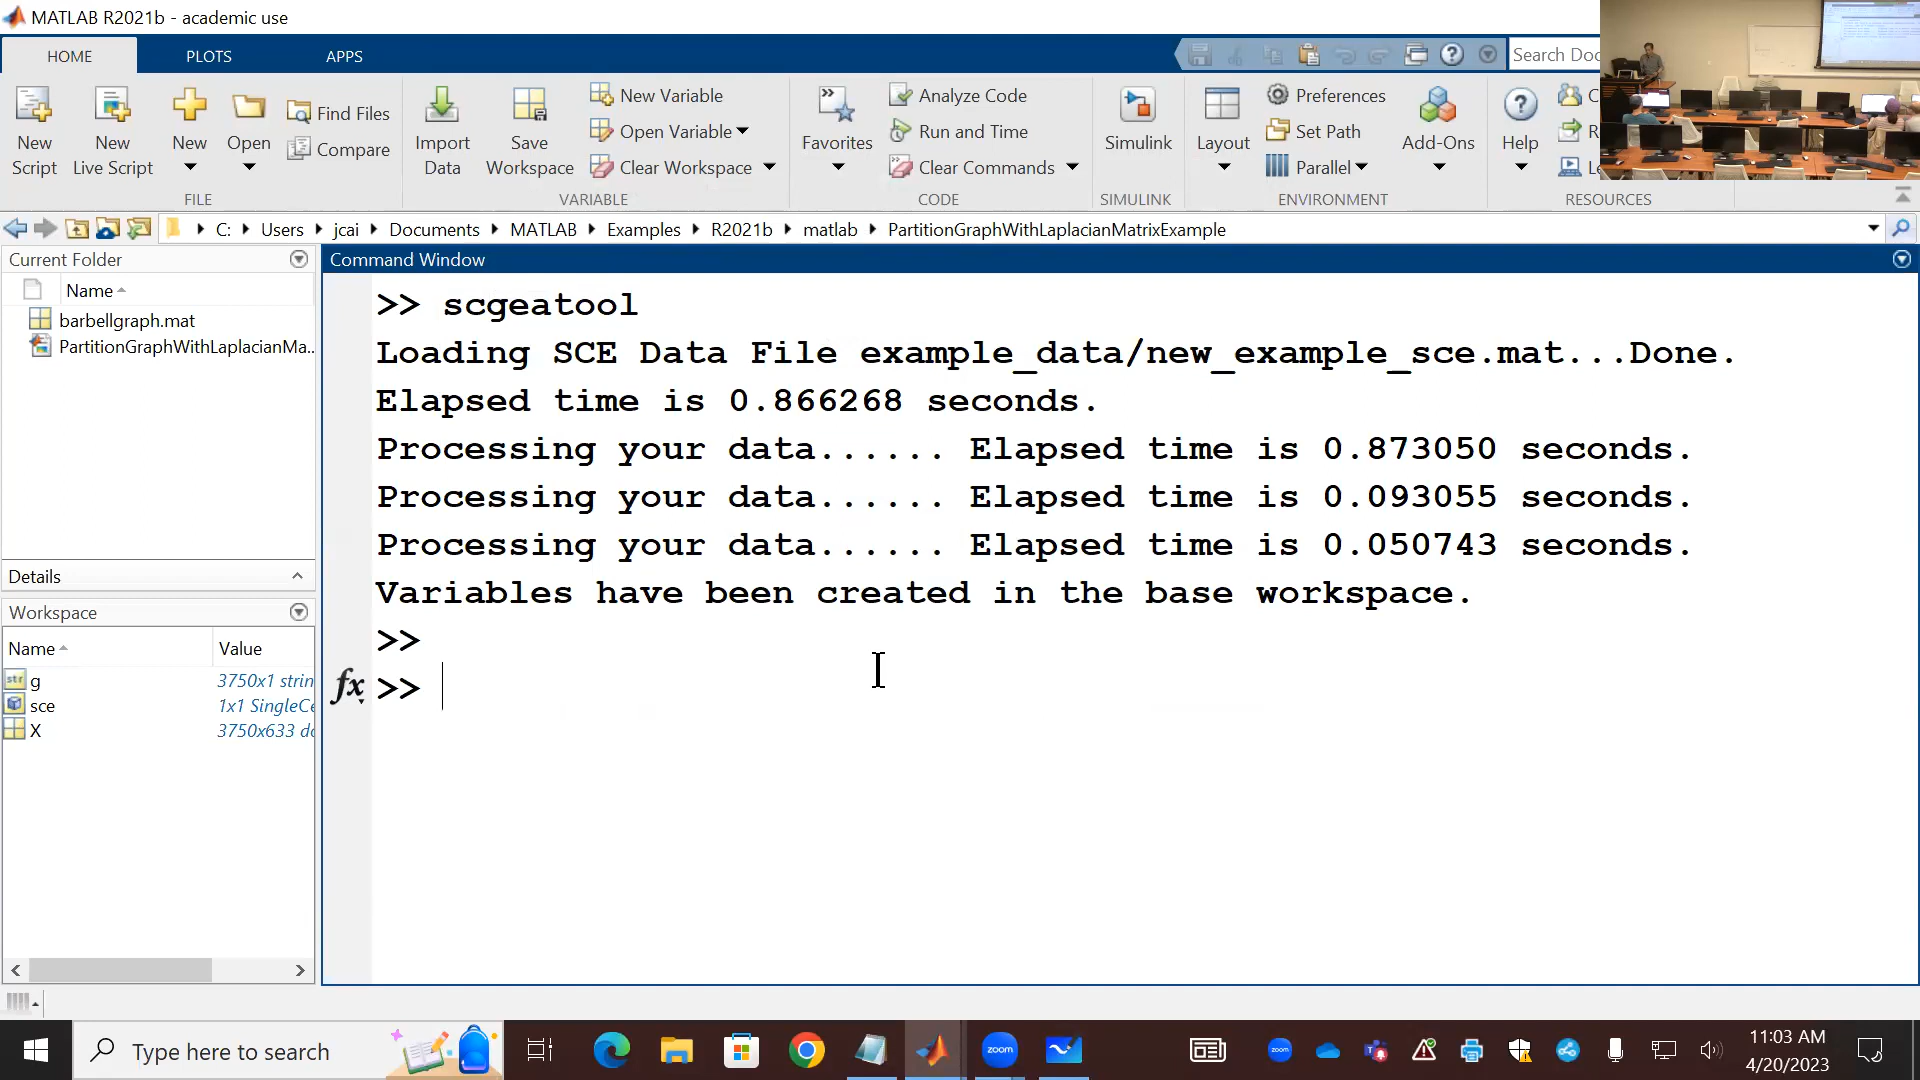 MATLAB R2021b - academic use
HOME PLOTS APPS
Search Doc
New Script
New Live Script
New
Open
Find Files
Compare
FILE
Import Data
Save Workspace
New Variable
Open Variable
Clear Workspace
VARIABLE
Favorites
Analyze Code
Run and Time
Clear Commands
CODE
Simulink
SIMULINK
Layout
Preferences
Set Path
Parallel
ENVIRONMENT
Add-Ons
Help
RESOURCES
C: Users jcai Documents MATLAB Examples R2021b matlab PartitionGraphWithLaplacianMatrixExample
Current Folder
Name
barbellgraph.mat
PartitionGraphWithLaplacianMa...
Details
Workspace
Name Value
g 3750x1 strin
sce 1x1 SingleCe
X 3750x633 do
Command Window
>> scgeatool
Loading SCE Data File example_data/new_example_sce.mat...Done.
Elapsed time is 0.866268 seconds.
Processing your data...... Elapsed time is 0.873050 seconds.
Processing your data...... Elapsed time is 0.093055 seconds.
Processing your data...... Elapsed time is 0.050743 seconds.
Variables have been created in the base workspace.
>>
fx >>
Type here to search
zoom
zoom
11:03 AM
4/20/2023